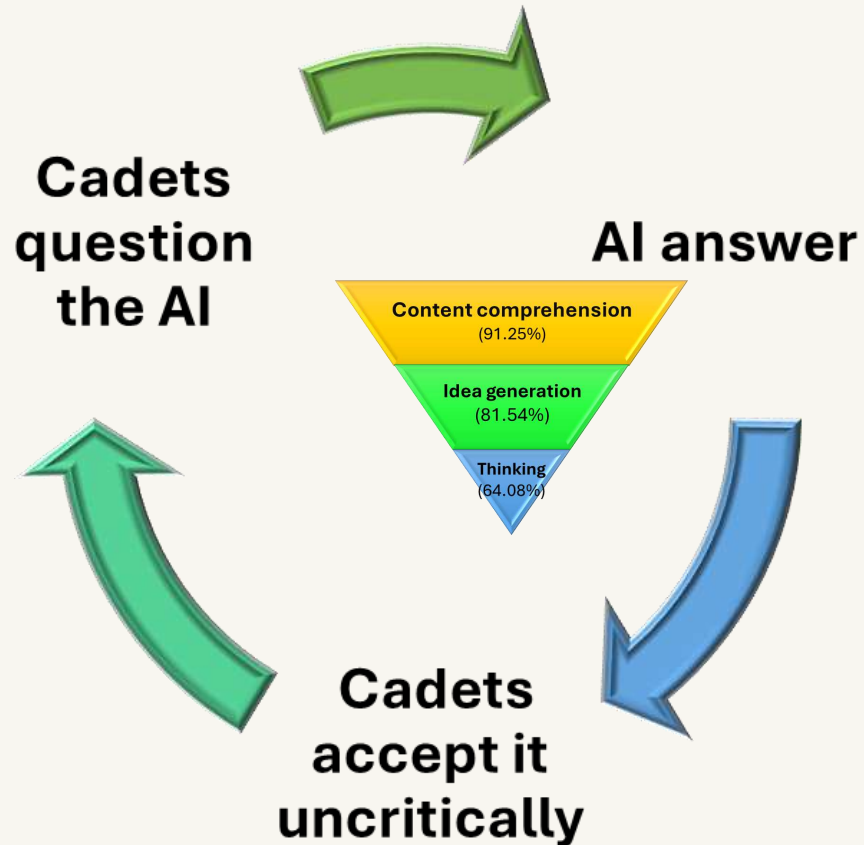 Cadets
question
the AI
AI answer
Content comprehension
(91.25%)
Idea generation
(81.54%)
Thinking
(64.08%)
Cadets
accept it
uncritically